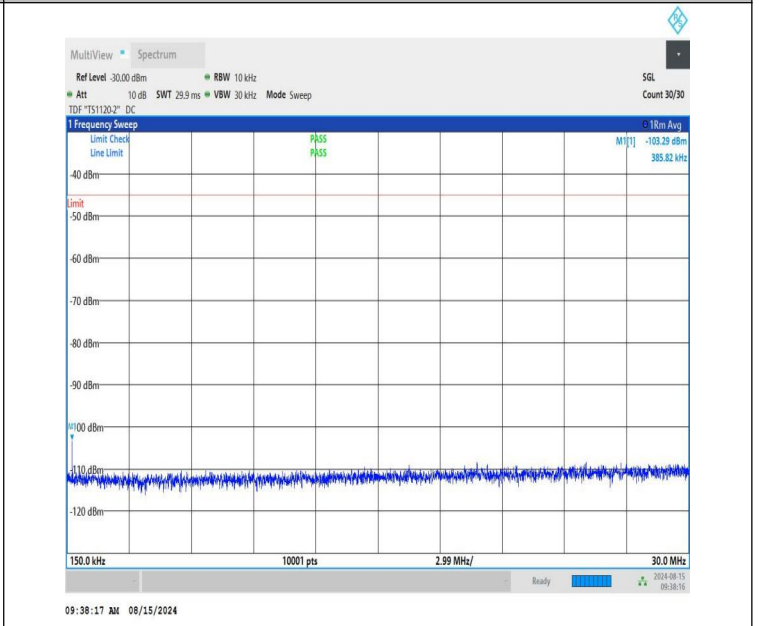 MultiView Spectrum
Ref Level -30.00 dBm RBW 10 kHz SGL
Att 10 dB SWT 29.9 ms VBW 30 kHz Mode Sweep Count 30/30
TDF "TS1120-2" DC
1 Frequency Sweep 1Rm Avg
Limit Check PASS M1[1] -103.29 dBm
Line Limit PASS 385.82 kHz
-40 dBm
Limit
-50 dBm
-60 dBm
-70 dBm
-80 dBm
-90 dBm
M1 00 dBm
-110 dBm
-120 dBm
150.0 kHz 10001 pts 2.99 MHz/ 30.0 MHz
Ready 2024-08-15
09:38:16
09:38:17 AM 08/15/2024